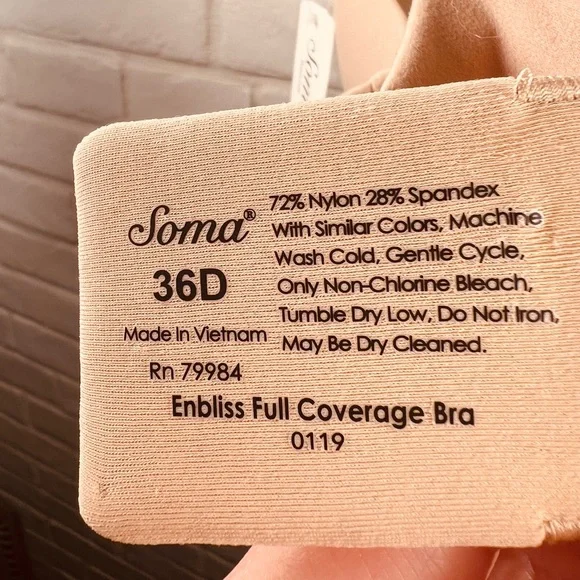 Soma®
36D
Made In Vietnam
Rn 79984
72% Nylon 28% Spandex
With Similar Colors, Machine
Wash Cold, Gentle Cycle,
Only Non-Chlorine Bleach,
Tumble Dry Low, Do Not Iron,
May Be Dry Cleaned.
Enbliss Full Coverage Bra
0119